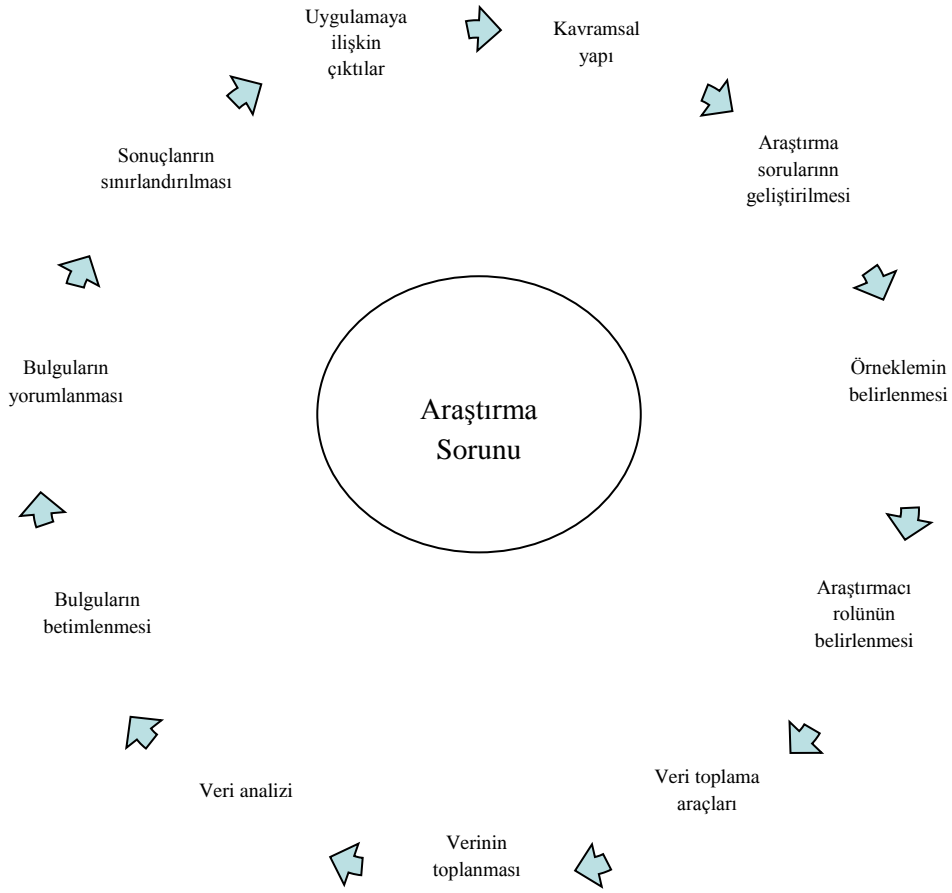 Uygulamaya
ilişkin
çıktılar
Kavramsal
yapı
Araştırma
sorularınn
geliştirilmesi
Örneklemin
belirlenmesi
Araştırmacı
rolünün
belirlenmesi
Veri toplama
araçları
Verinin
toplanması
Veri analizi
Bulguların
betimlenmesi
Bulguların
yorumlanması
Sonuçlanrın
sınırlandırılması
Araştırma
Sorunu